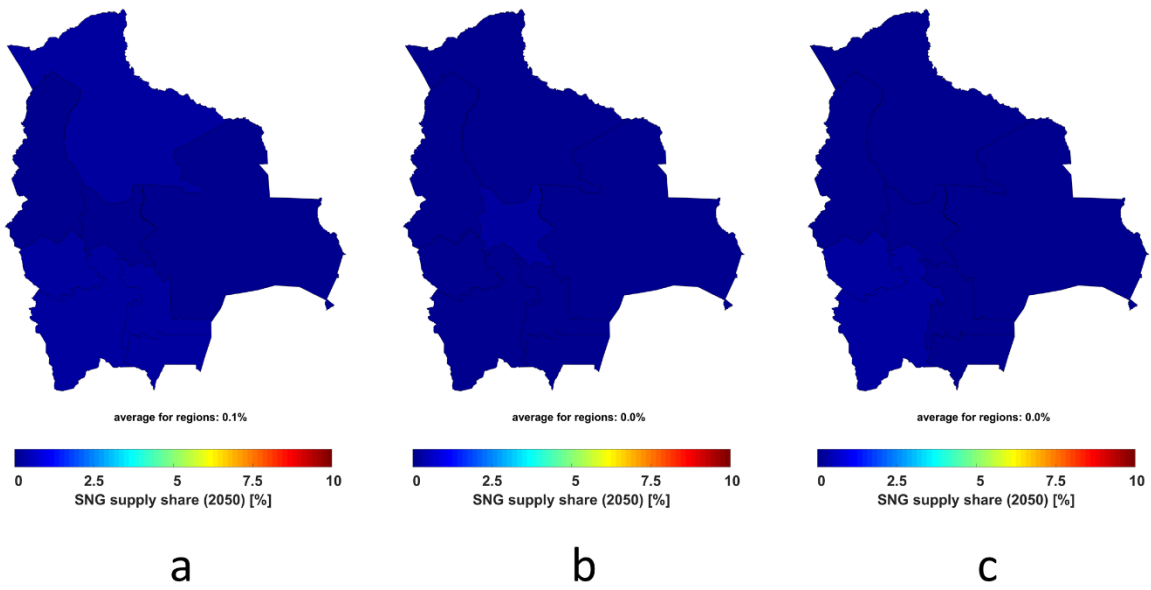 average for regions: 0.1%
average for regions: 0.0%
average for regions: 0.0%
0 2.5 5 7.5 10
0 2.5 5 7.5 10
0 2.5 5 7.5 10
SNG supply share (2050) [%]
SNG supply share (2050) [%]
SNG supply share (2050) [%]
a
b
c